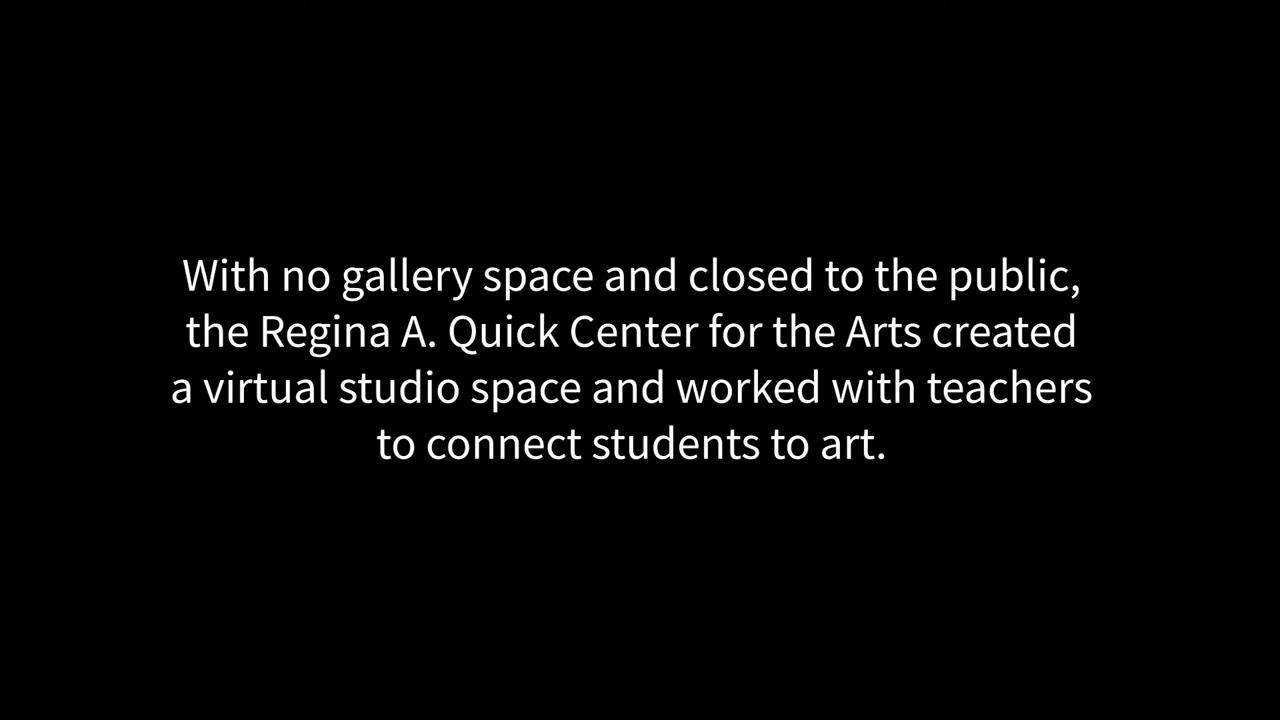 With no gallery space and closed to the public,
the Regina A. Quick Center for the Arts created
a virtual studio space and worked with teachers
to connect students to art.